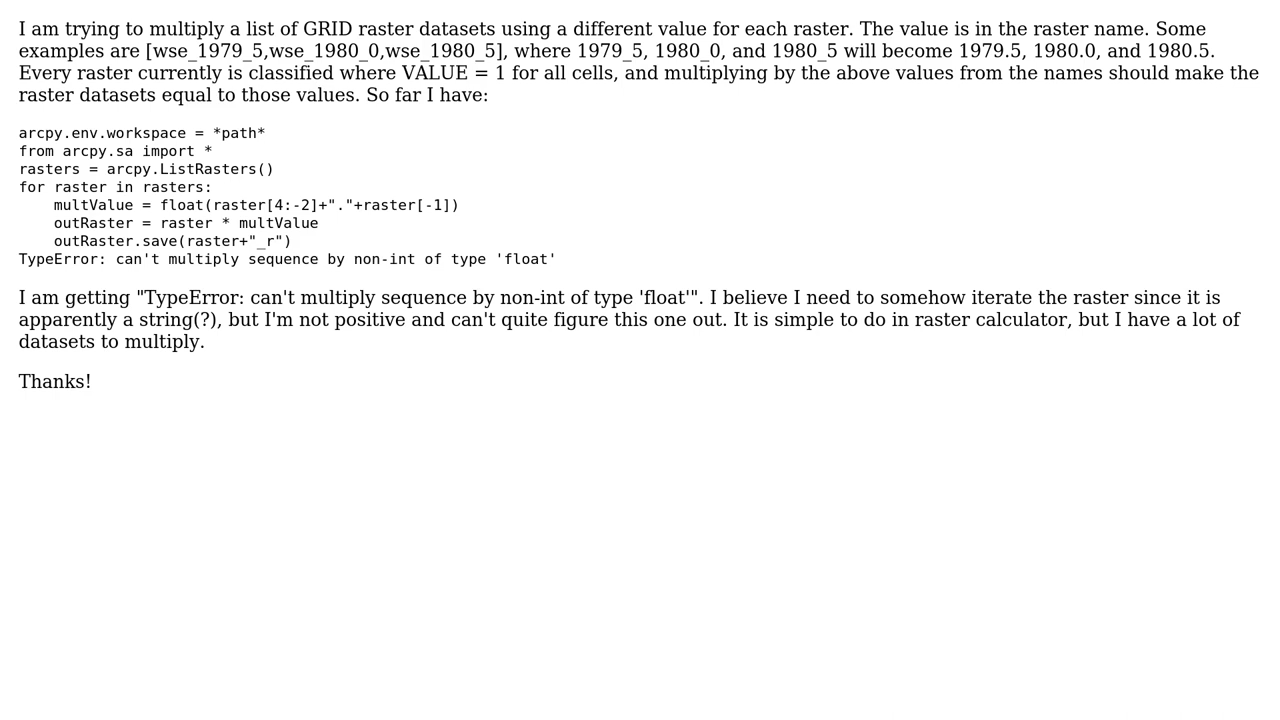 I am trying to multiply a list of GRID raster datasets using a different value for each raster. The value is in the raster name. Some
examples are [wse_1979_5,wse_1980_0,wse_1980_5], where 1979_5, 1980_0, and 1980_5 will become 1979.5, 1980.0, and 1980.5.
Every raster currently is classified where VALUE = 1 for all cells, and multiplying by the above values from the names should make the
raster datasets equal to those values. So far I have:
arcpy.env.workspace = *path*
from arcpy.sa import *
rasters = arcpy.ListRasters()
for raster in rasters:
    multValue = float(raster[4:-2]+"."+raster[-1])
    outRaster = raster * multValue
    outRaster.save(raster+"_r")
TypeError: can't multiply sequence by non-int of type 'float'
I am getting "TypeError: can't multiply sequence by non-int of type 'float'". I believe I need to somehow iterate the raster since it is
apparently a string(?), but I'm not positive and can't quite figure this one out. It is simple to do in raster calculator, but I have a lot of
datasets to multiply.
Thanks!